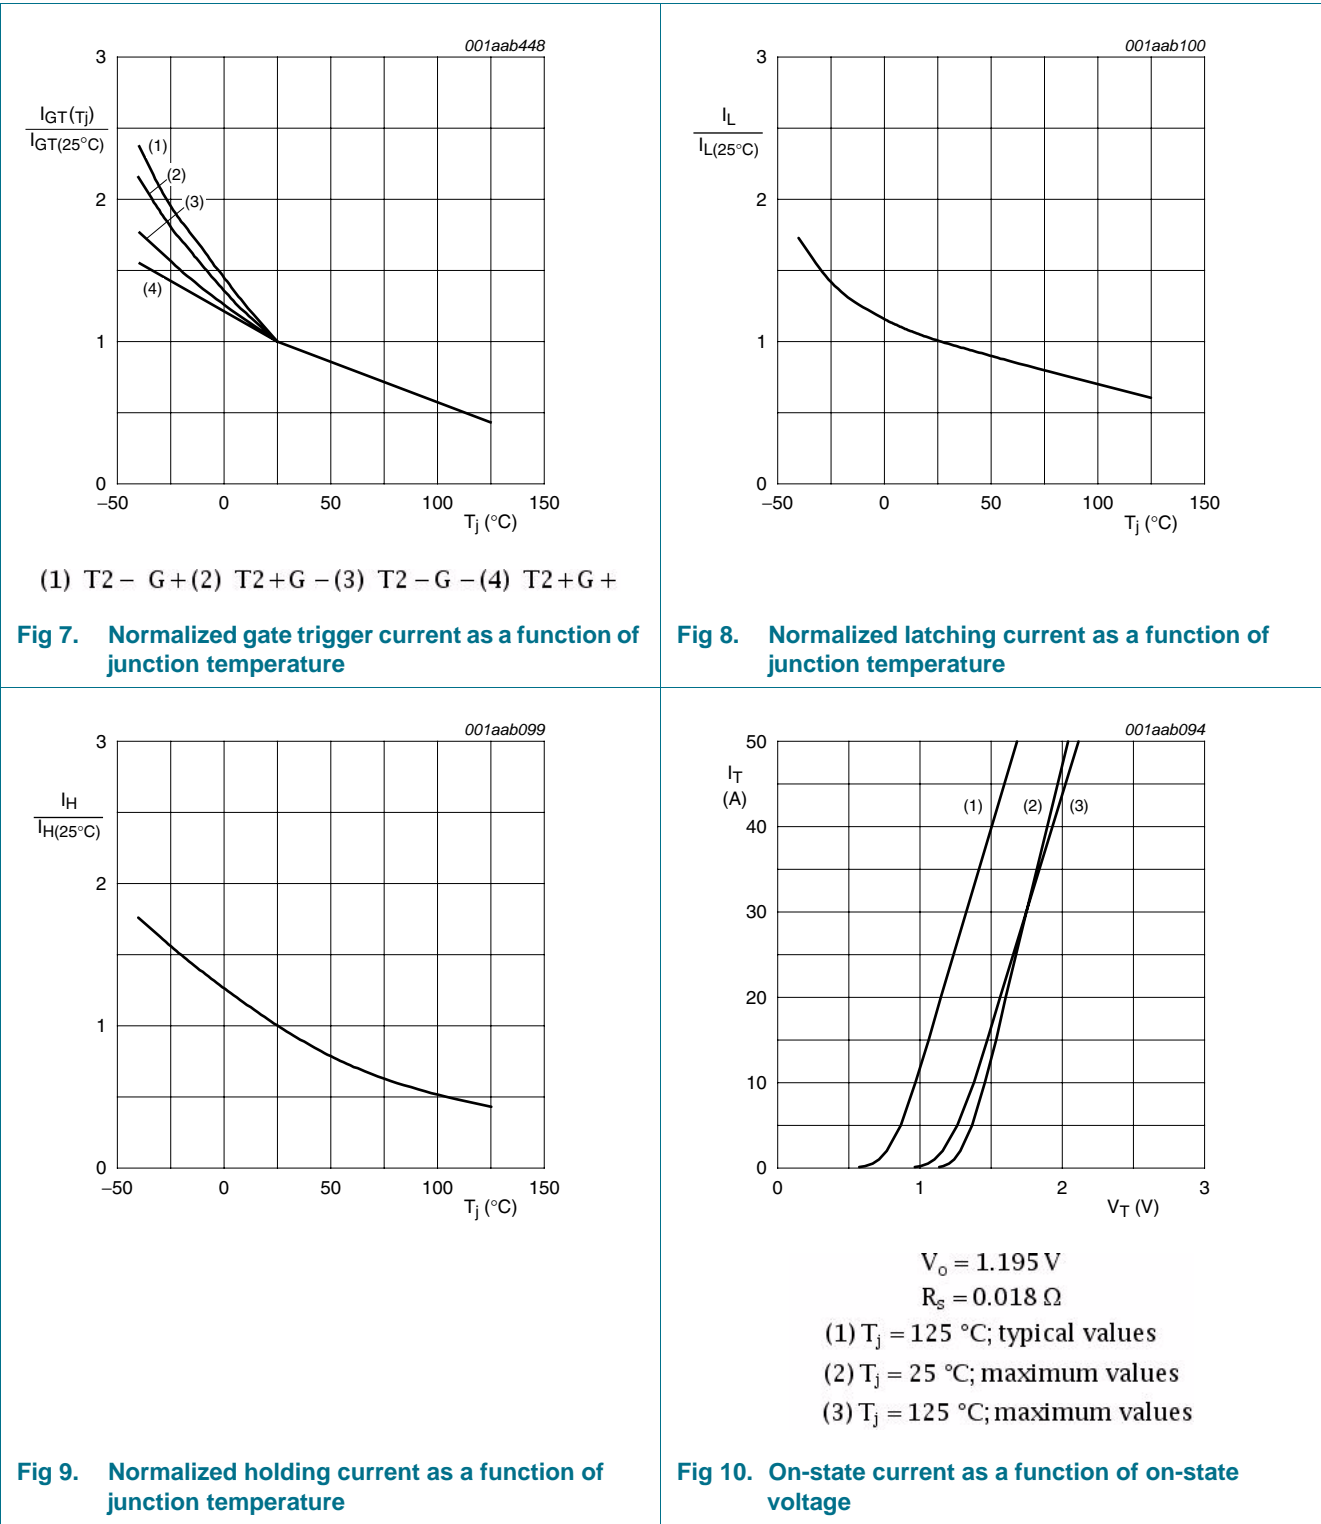 001aab448
3
IGT(Tj)
IGT(25°C)
(1)
(2)
2
(3)
(4)
1
0
−50 0 50 100 150
Tj (°C)
(1) T2− G+(2) T2+G−(3) T2−G−(4) T2+G+
Fig 7. Normalized gate trigger current as a function of
junction temperature
001aab100
3
IL
IL(25°C)
2
1
0
−50 0 50 100 150
Tj (°C)
Fig 8. Normalized latching current as a function of
junction temperature
001aab099
3
IH
IH(25°C)
2
1
0
−50 0 50 100 150
Tj (°C)
Fig 9. Normalized holding current as a function of
junction temperature
001aab094
50
IT
(A)
(1) (2) (3)
40
30
20
10
0
0 1 2 3
VT (V)
Vo = 1.195 V
Rs = 0.018 Ω
(1) Tj = 125 °C; typical values
(2) Tj = 25 °C; maximum values
(3) Tj = 125 °C; maximum values
Fig 10. On-state current as a function of on-state
voltage